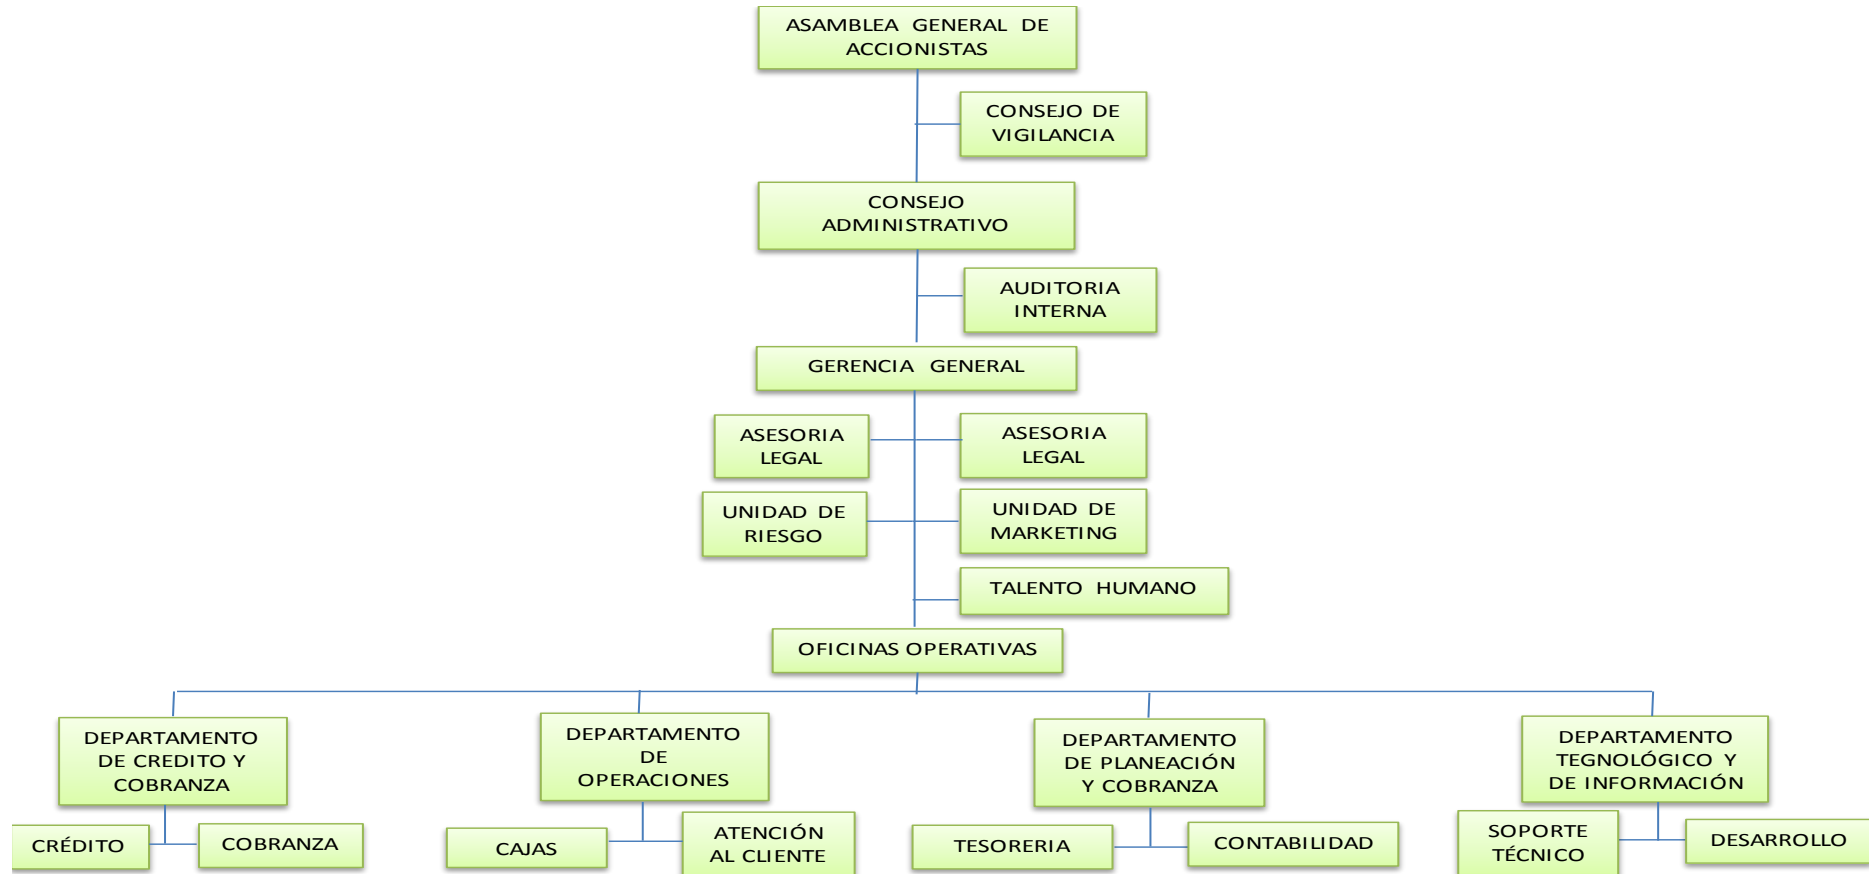 ASAMBLEA GENERAL DE
ACCIONISTAS
CONSEJO DE
VIGILANCIA
CONSEJO
ADMINISTRATIVO
AUDITORIA
INTERNA
GERENCIA GENERAL
ASESORIA
LEGAL
ASESORIA
LEGAL
UNIDAD DE
RIESGO
UNIDAD DE
MARKETING
TALENTO HUMANO
OFICINAS OPERATIVAS
DEPARTAMENTO
DE CREDITO Y
COBRANZA
DEPARTAMENTO
DE
OPERACIONES
DEPARTAMENTO
DE PLANEACIÓN
Y COBRANZA
DEPARTAMENTO
TEGNOLÓGICO Y
DE INFORMACIÓN
CRÉDITO
COBRANZA
CAJAS
ATENCIÓN
AL CLIENTE
TESORERIA
CONTABILIDAD
SOPORTE
TÉCNICO
DESARROLLO